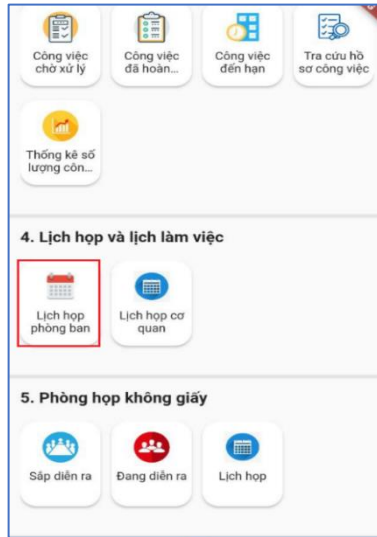 Công việc
chờ xử lý
Công việc
đã hoàn...
Công việc
đến hạn
Tra cứu hồ
sơ công việc
Thống kê số
lượng côn...
4. Lịch họp và lịch làm việc
Lịch họp
phòng ban
Lịch họp cơ
quan
5. Phòng họp không giấy
Sắp diễn ra
Đang diễn ra
Lịch họp